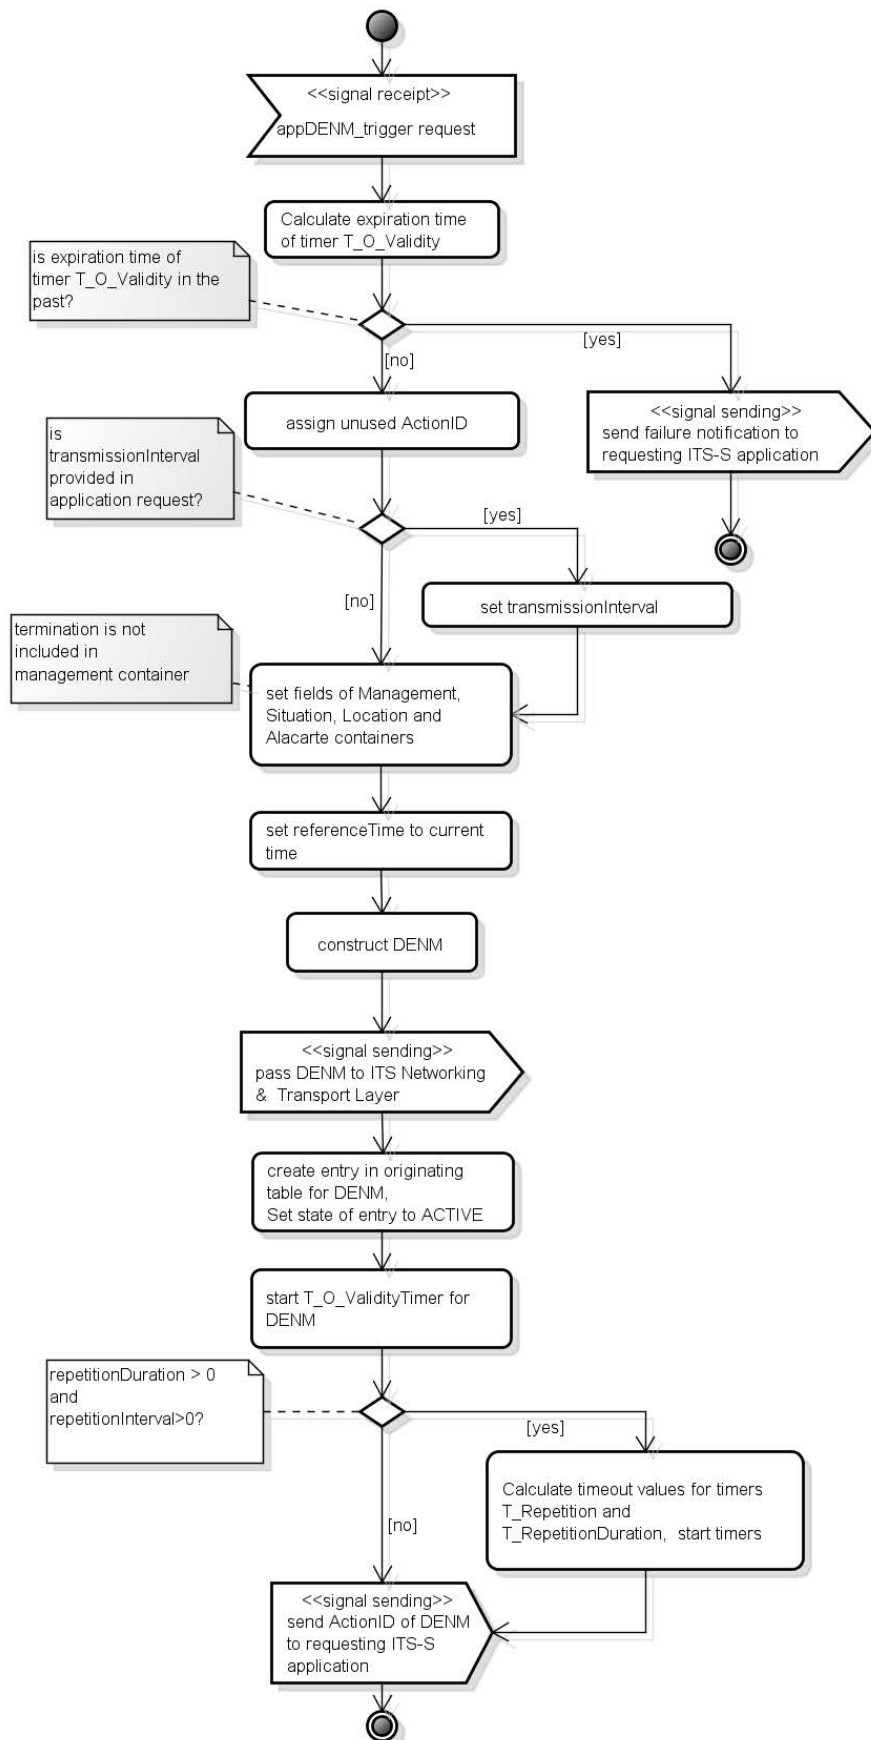 <<signal receipt>>
appDENM_trigger request
Calculate expiration time
of timer T_O_Validity
is expiration time of
timer T_O_Validity in the
past?
[yes]
[no]
<<signal sending>>
send failure notification to
requesting ITS-S application
assign unused ActionID
is
transmissionInterval
provided in
application request?
[yes]
[no]
set transmissionInterval
termination is not
included in
management container
set fields of Management,
Situation, Location and
Alacarte containers
set referenceTime to current
time
construct DENM
<<signal sending>>
pass DENM to ITS Networking
&  Transport Layer
create entry in originating
table for DENM,
Set state of entry to ACTIVE
start T_O_ValidityTimer for
DENM
repetitionDuration > 0
and
repetitionInterval>0?
[yes]
[no]
Calculate timeout values for timers
T_Repetition and
T_RepetitionDuration,  start timers
<<signal sending>>
send ActionID of DENM
to requesting ITS-S
application